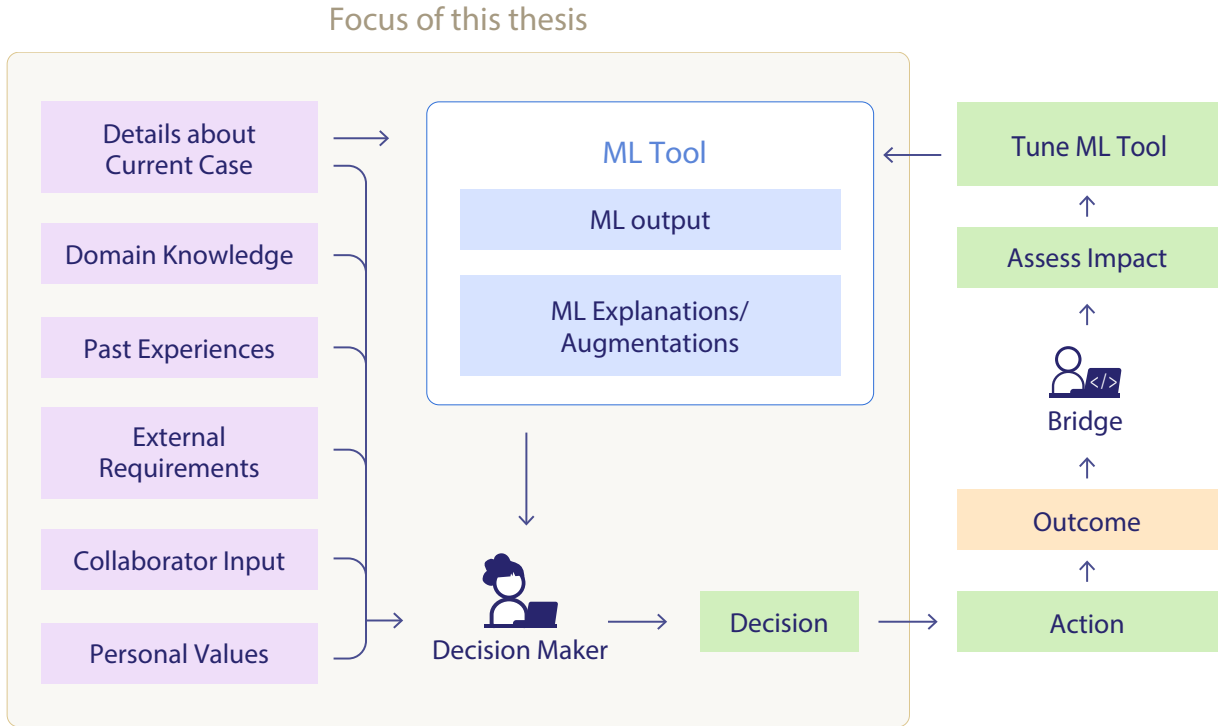 Focus of this thesis
Details about
Current Case
Domain Knowledge
Past Experiences
External
Requirements
Collaborator Input
Personal Values
ML Tool
ML output
ML Explanations/
Augmentations
Decision Maker
Decision
Tune ML Tool
Assess Impact
</>
Bridge
Outcome
Action